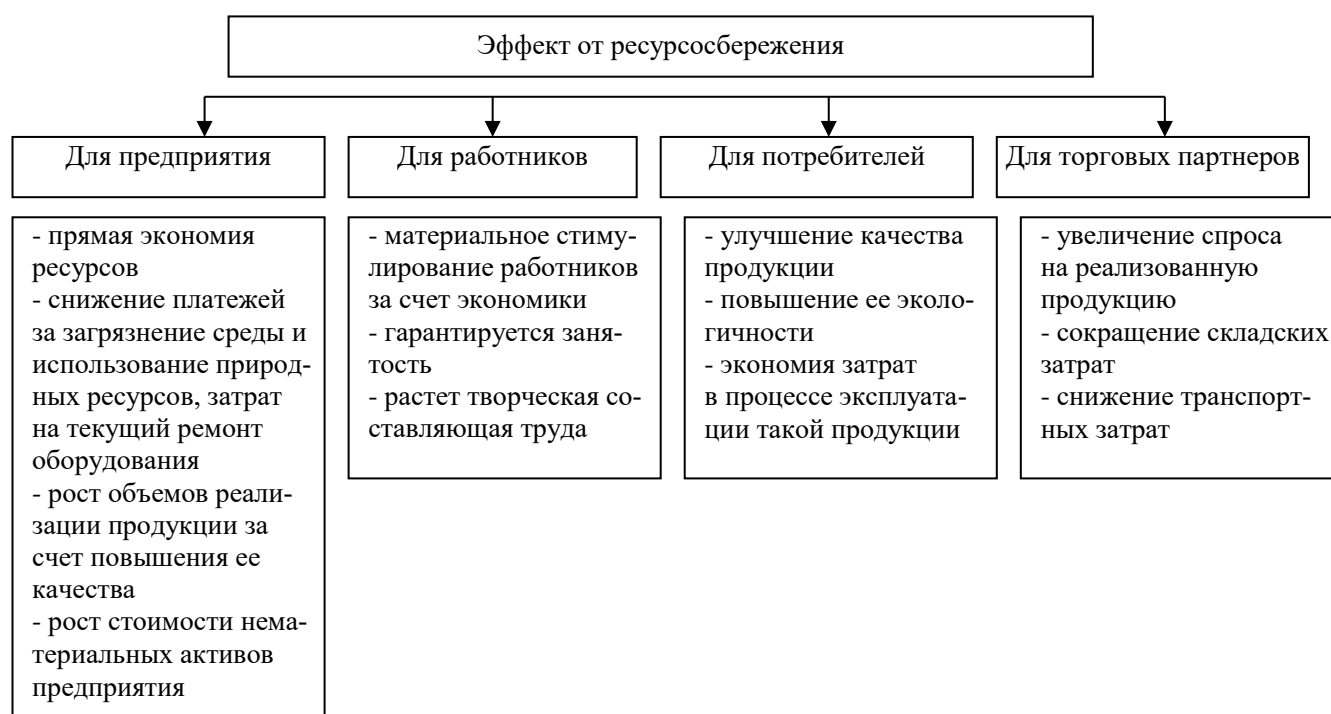 Эффект от ресурсосбережения
Для предприятия
Для работников
Для потребителей
Для торговых партнеров
- прямая экономия
ресурсов
- снижение платежей
за загрязнение среды и
использование природ-
ных ресурсов, затрат
на текущий ремонт
оборудования
- рост объемов реали-
зации продукции за
счет повышения ее
качества
- рост стоимости нема-
териальных активов
предприятия
- материальное стиму-
лирование работников
за счет экономики
- гарантируется заня-
тость
- растет творческая со-
ставляющая труда
- улучшение качества
продукции
- повышение ее эколо-
гичности
- экономия затрат
в процессе эксплуата-
ции такой продукции
- увеличение спроса
на реализованную
продукцию
- сокращение складских
затрат
- снижение транспорт-
ных затрат